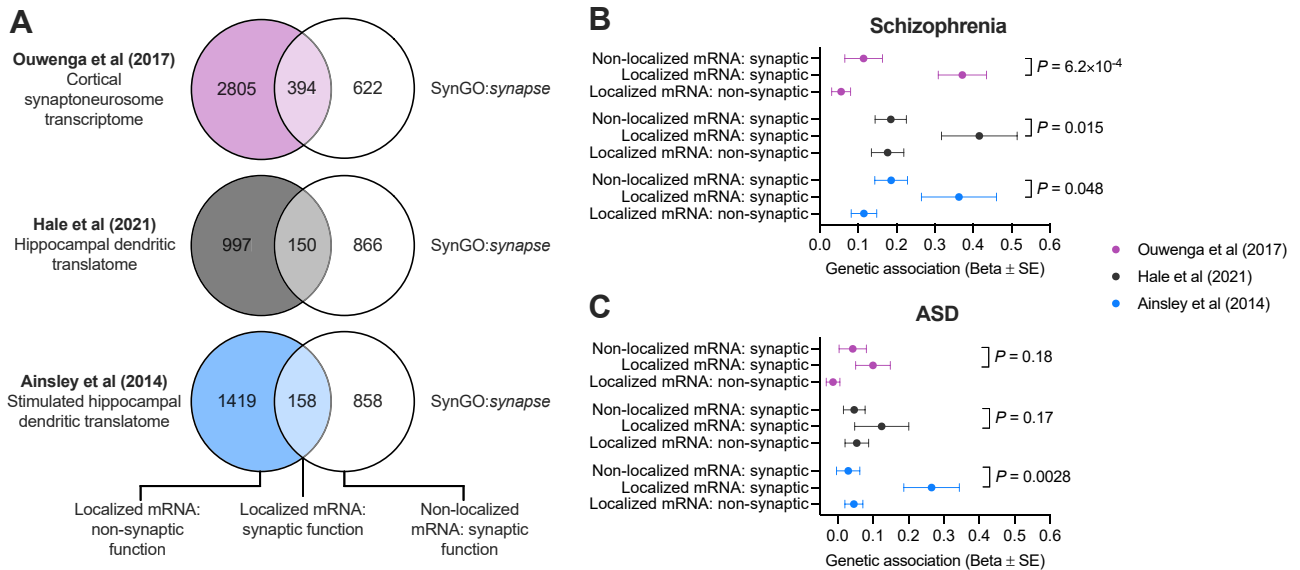 A
Ouwenga et al (2017)
Cortical
synaptoneurosome
transcriptome
2805
394
622
SynGO:synapse
Hale et al (2021)
Hippocampal dendritic
translatome
997
150
866
SynGO:synapse
Ainsley et al (2014)
Stimulated hippocampal
dendritic translatome
1419
158
858
SynGO:synapse
Localized mRNA:
non-synaptic
function
Localized mRNA:
synaptic function
Non-localized
mRNA: synaptic
function
B
Schizophrenia
Non-localized mRNA: synaptic
Localized mRNA: synaptic
Localized mRNA: non-synaptic
P = 6.2×10-4
Non-localized mRNA: synaptic
Localized mRNA: synaptic
Localized mRNA: non-synaptic
P = 0.015
Non-localized mRNA: synaptic
Localized mRNA: synaptic
Localized mRNA: non-synaptic
P = 0.048
0.0 0.1 0.2 0.3 0.4 0.5 0.6
Genetic association (Beta ± SE)
Ouwenga et al (2017)
Hale et al (2021)
Ainsley et al (2014)
C
ASD
Non-localized mRNA: synaptic
Localized mRNA: synaptic
Localized mRNA: non-synaptic
P = 0.18
Non-localized mRNA: synaptic
Localized mRNA: synaptic
Localized mRNA: non-synaptic
P = 0.17
Non-localized mRNA: synaptic
Localized mRNA: synaptic
Localized mRNA: non-synaptic
P = 0.0028
0.0 0.1 0.2 0.3 0.4 0.5 0.6
Genetic association (Beta ± SE)